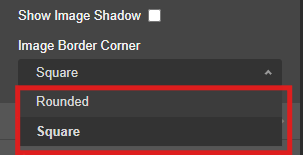 Show Image Shadow
Image Border Corner
Square
Rounded
Square